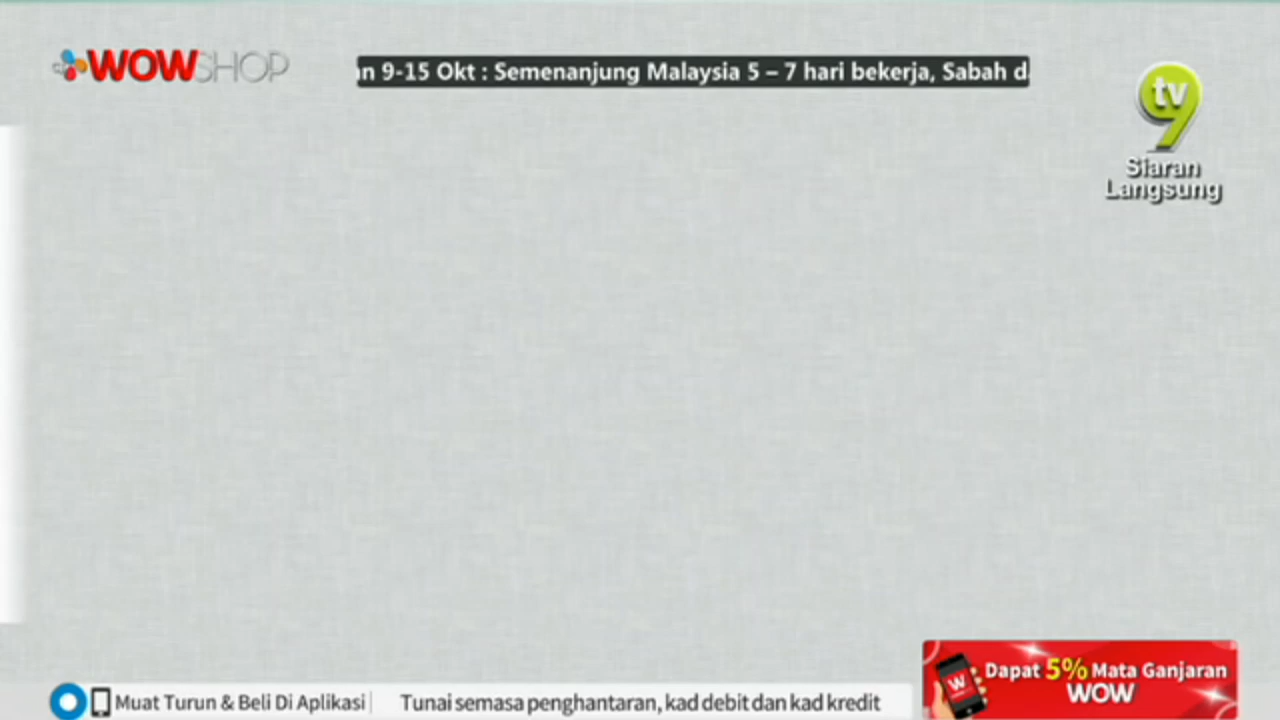 WOWSHOP
9-15 Okt : Semenanjung Malaysia 5 – 7 hari bekerja, Sabah
tv9
Siaran
Langsung
Dapat 5% Mata Ganjaran
WOW
Muat Turun & Beli Di Aplikasi
Tunai semasa penghantaran, kad debit dan kad kredit